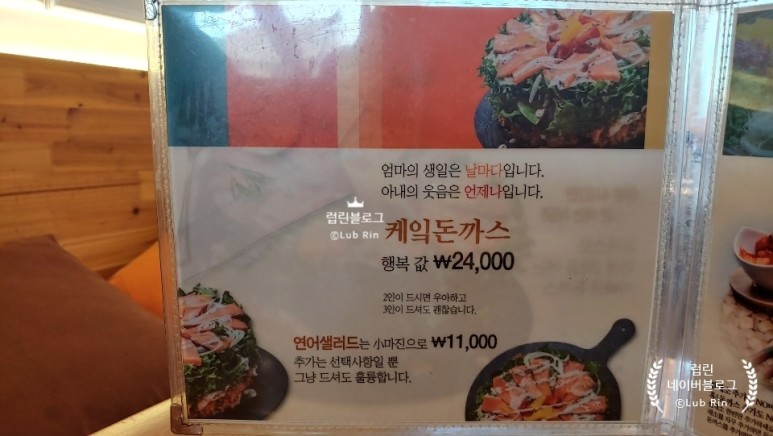 엄마의 생일은 날마다입니다.
아내의 웃음은 언제나입니다.
럽린블로그
©Lub Rin
케잌돈까스
행복 값 ₩24,000
2인이 드시면 우아하고
3인이 드셔도 괜찮습니다.
연어샐러드는 小마진으로 ₩11,000
추가는 선택사항일 뿐
그냥 드셔도 훌륭합니다.
럽린
네이버블로그
©Lub Rin